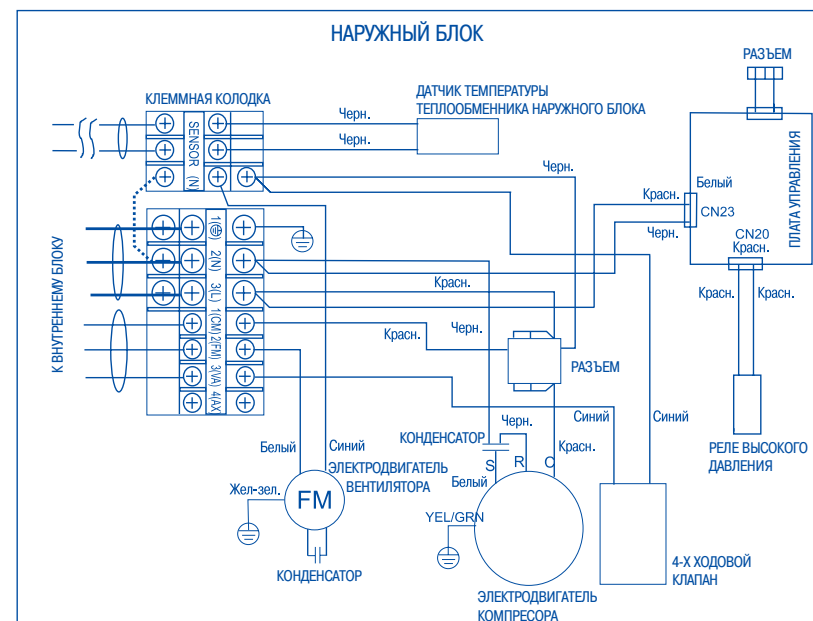 НАРУЖНЫЙ БЛОК
РАЗЪЕМ
КЛЕММНАЯ КОЛОДКА
ДАТЧИК ТЕМПЕРАТУРЫ
ТЕПЛООБМЕННИКА НАРУЖНОГО БЛОКА
Черн.
Черн.
SENSOR (N)
Черн.
Белый
Красн.
CN23
Черн.
CN20
Красн.
ПЛАТА УПРАВЛЕНИЯ
К ВНУТРЕННЕМУ БЛОКУ
1(⏚)
2(N)
3(L)
1(CM)
2(FM)
3(VA)
4(AX)
Красн.
Красн.
Красн.
Черн.
Красн.
РАЗЪЕМ
Синий
Синий
Черн.
КОНДЕНСАТОР
Красн.
Белый
Синий
S
R
C
Белый
РЕЛЕ ВЫСОКОГО
ДАВЛЕНИЯ
ЭЛЕКТРОДВИГАТЕЛЬ
ВЕНТИЛЯТОРА
Жел-зел.
FM
YEL/GRN
КОНДЕНСАТОР
4-Х ХОДОВОЙ
КЛАПАН
ЭЛЕКТРОДВИГАТЕЛЬ
КОМПРЕСОРА